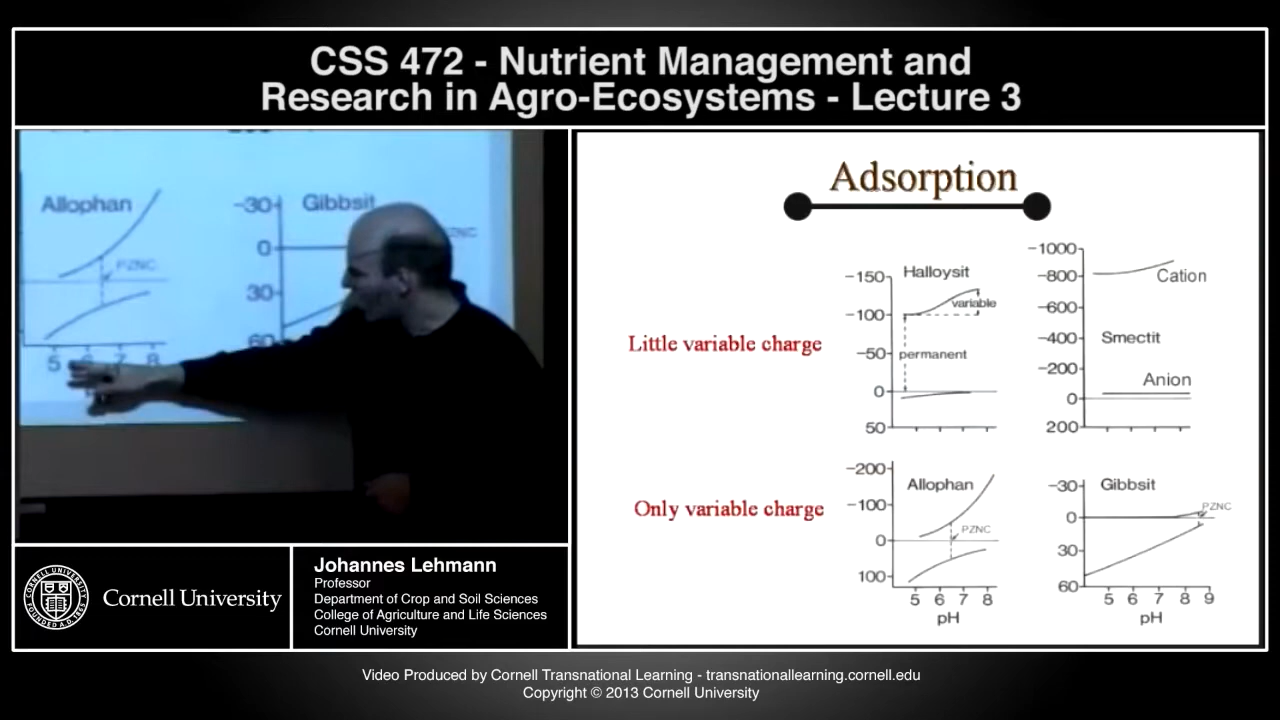 CSS 472 - Nutrient Management and
Research in Agro-Ecosystems - Lecture 3
Allophan
PZNC
5 6 7 8
-30
0
30
60
Gibbsit
Adsorption
Little variable charge
-150
-100
-50
0
50
Halloysit
variable
permanent
-1000
-800
-600
-400
-200
0
200
Cation
Smectit
Anion
Only variable charge
-200
-100
0
100
Allophan
PZNC
5 6 7 8
pH
-30
0
30
60
Gibbsit
PZNC
5 6 7 8 9
pH
CORNELL UNIVERSITY
FOUNDED A.D. 1865
Cornell University
Johannes Lehmann
Professor
Department of Crop and Soil Sciences
College of Agriculture and Life Sciences
Cornell University
Video Produced by Cornell Transnational Learning - transnationallearning.cornell.edu
Copyright © 2013 Cornell University